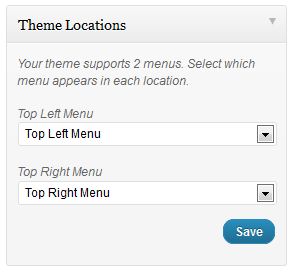 Theme Locations
Your theme supports 2 menus. Select which
menu appears in each location.
Top Left Menu
Top Left Menu
Top Right Menu
Top Right Menu
Save